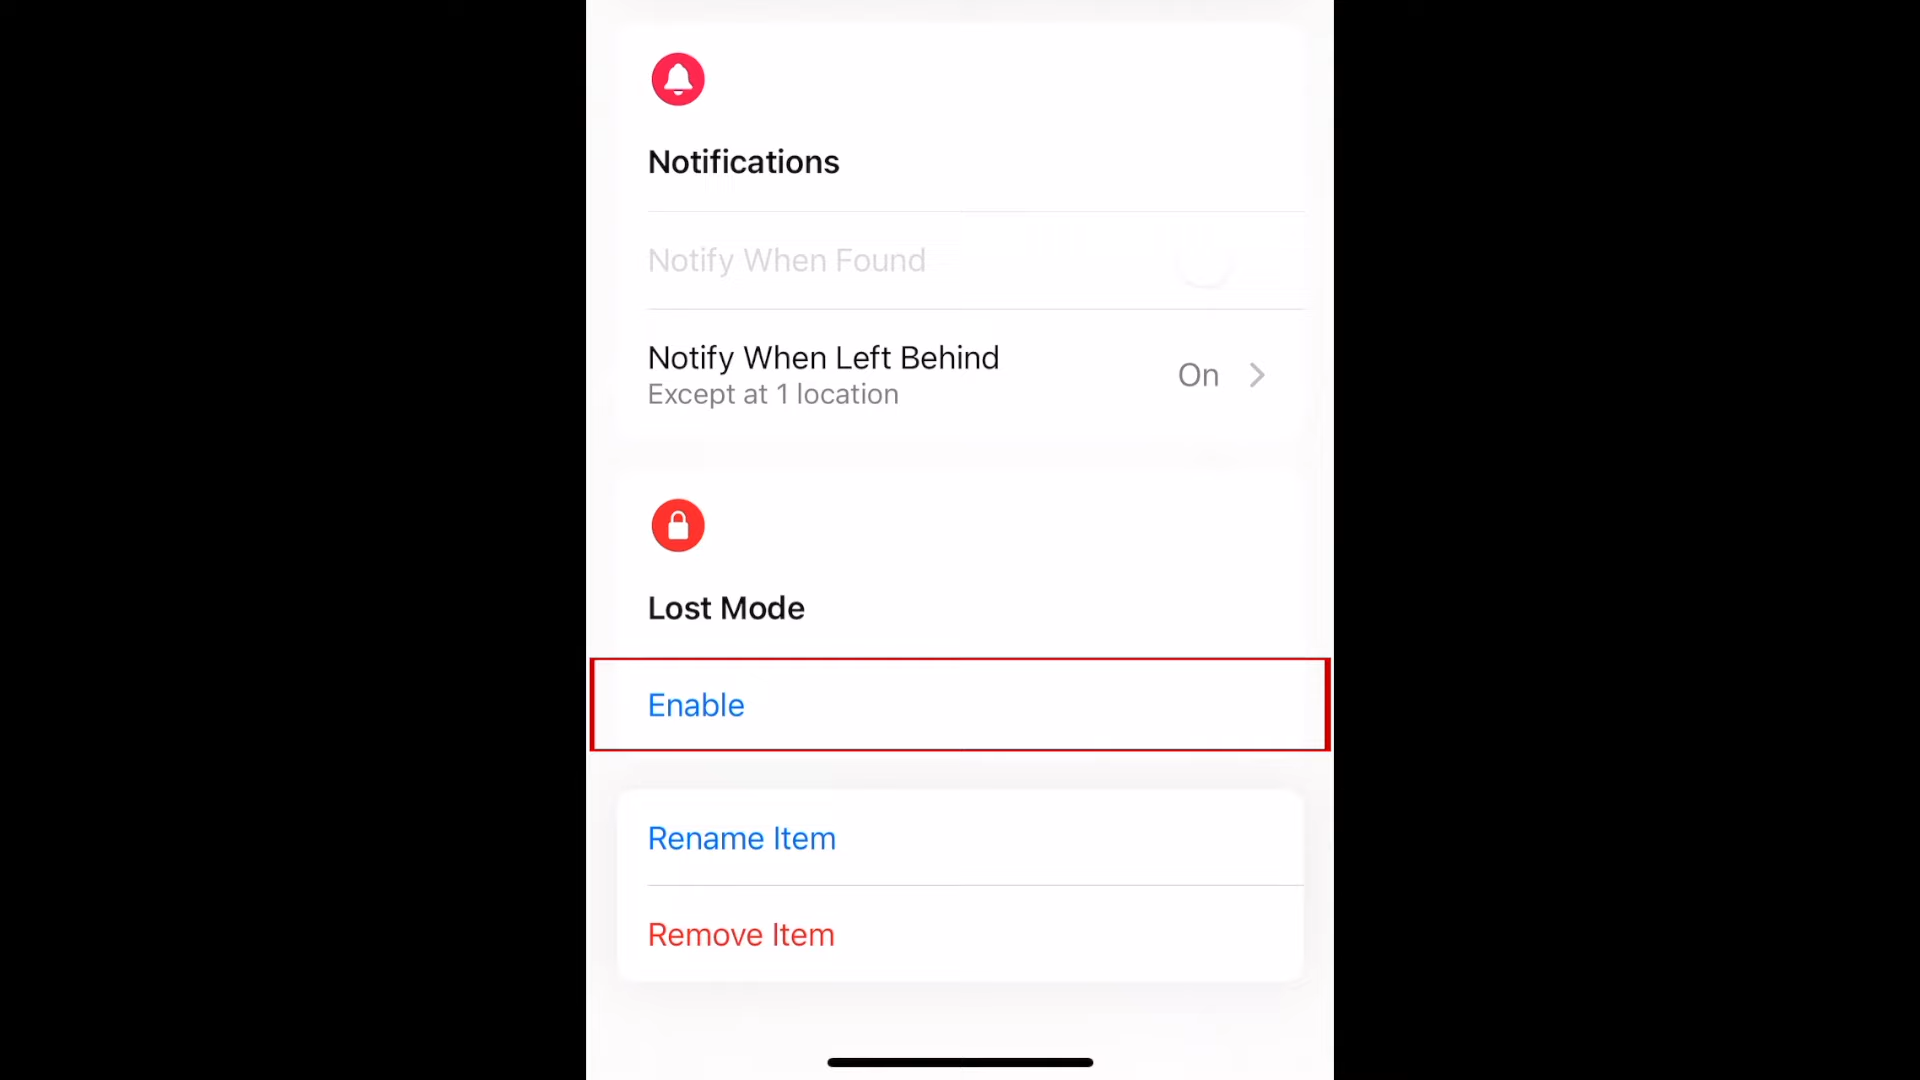 Notifications
Notify When Found
Notify When Left Behind
Except at 1 location
On
Lost Mode
Enable
Rename Item
Remove Item